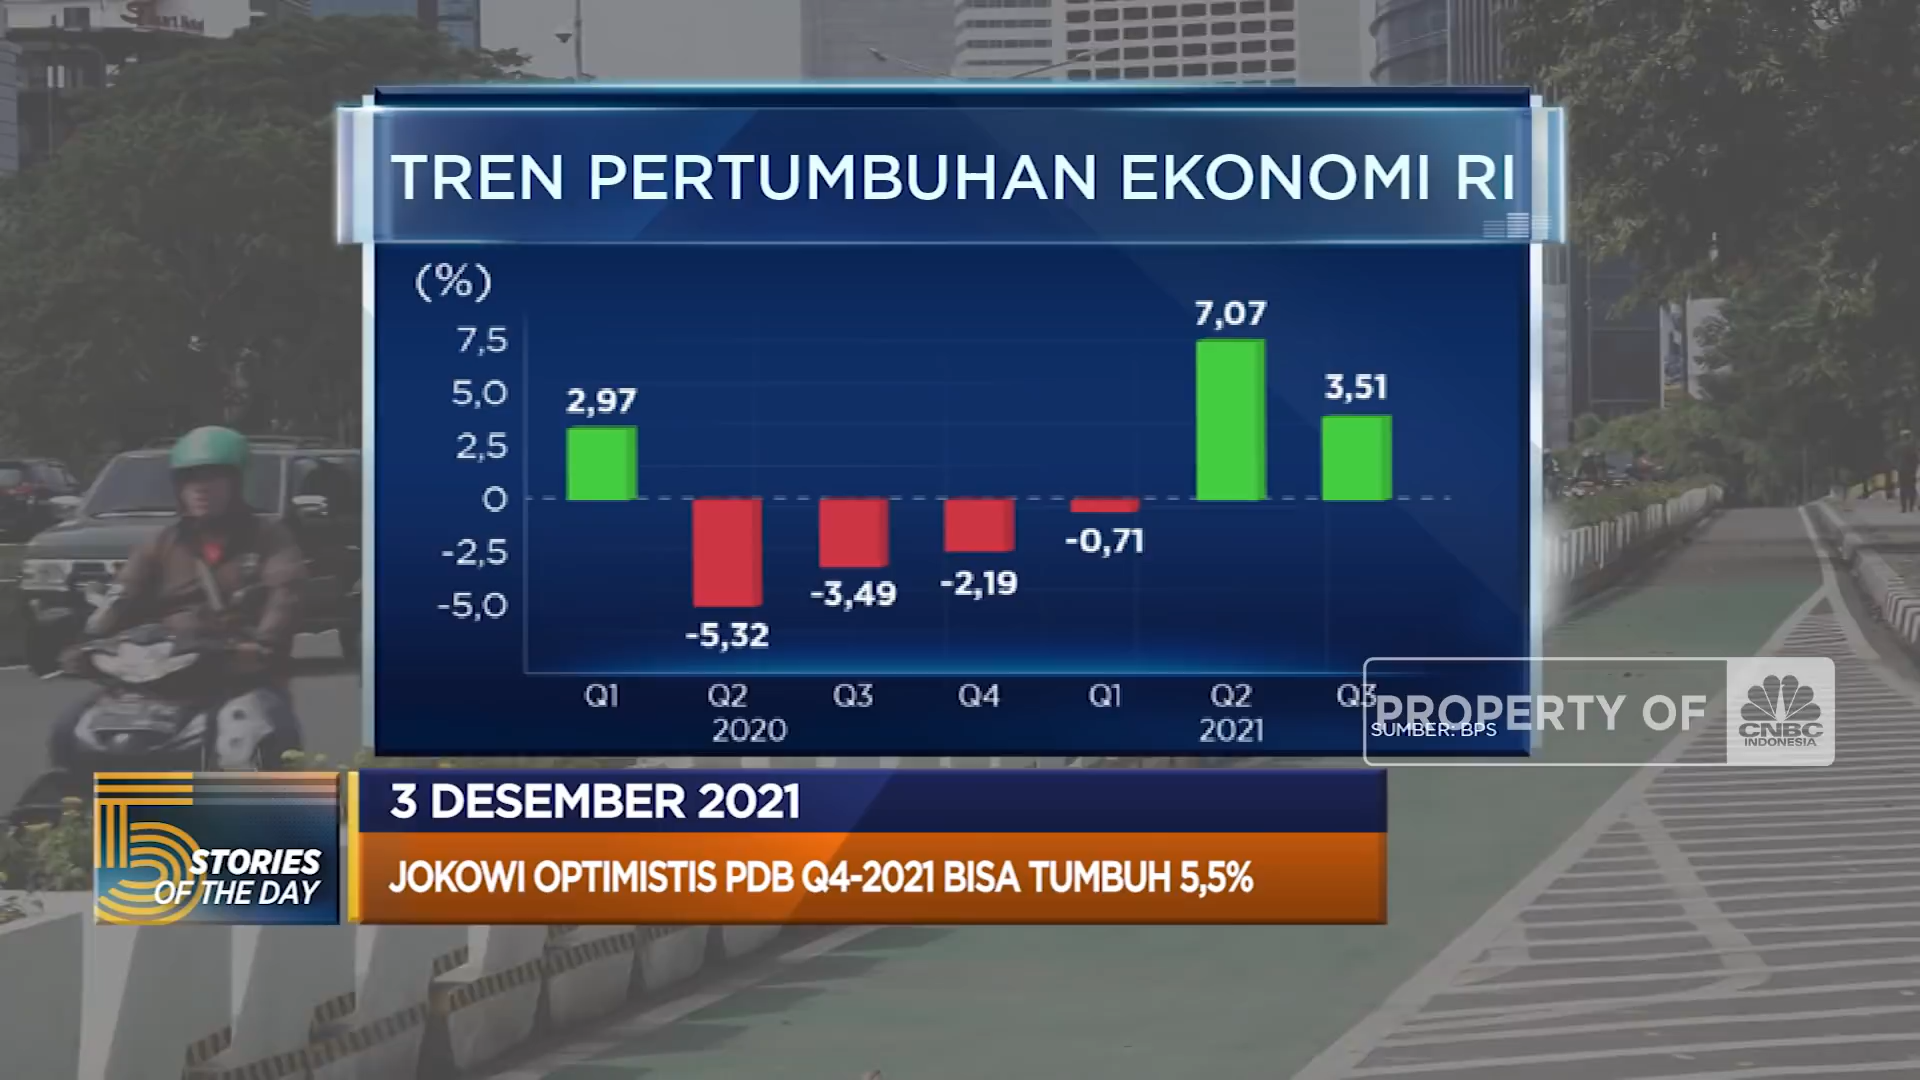 TREN PERTUMBUHAN EKONOMI RI
(%)
7,5
5,0
2,5
0
-2,5
-5,0
2,97
-5,32
-3,49
-2,19
-0,71
7,07
3,51
Q1 Q2 Q3 Q4 Q1 Q2 Q3
2020 2021
SUMBER: BPS
PROPERTY OF
CNBC
INDONESIA
3 DESEMBER 2021
JOKOWI OPTIMISTIS PDB Q4-2021 BISA TUMBUH 5,5%
5
STORIES
OF THE DAY